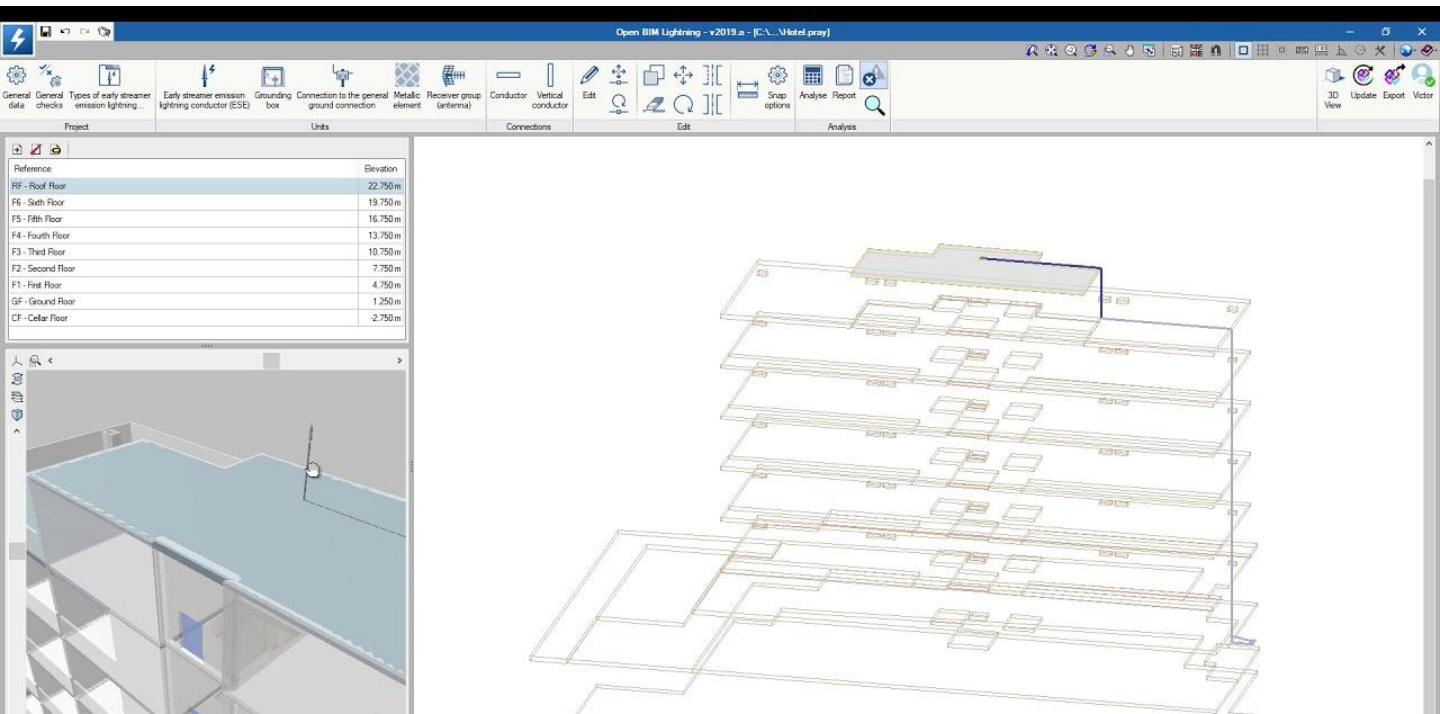 Open BIM Lightning - v2019.a - [C:\...\Hotel.pray]
General data
General checks
Types of early streamer emission lightning...
Early streamer emission lightning conductor (ESE)
Grounding box
Connection to the general ground connection
Metallic element
Receiver group (antenna)
Conductor
Vertical conductor
Edit
Snap options
Analyse
Report
3D View
Update
Export
Victor
Project
Units
Connections
Edit
Analysis
Reference Elevation
RF - Roof Floor 22.750 m
F6 - Sixth Floor 19.750 m
F5 - Fifth Floor 16.750 m
F4 - Fourth Floor 13.750 m
F3 - Third Floor 10.750 m
F2 - Second Floor 7.750 m
F1 - First Floor 4.750 m
GF - Ground Floor 1.250 m
CF - Cellar Floor -2.750 m